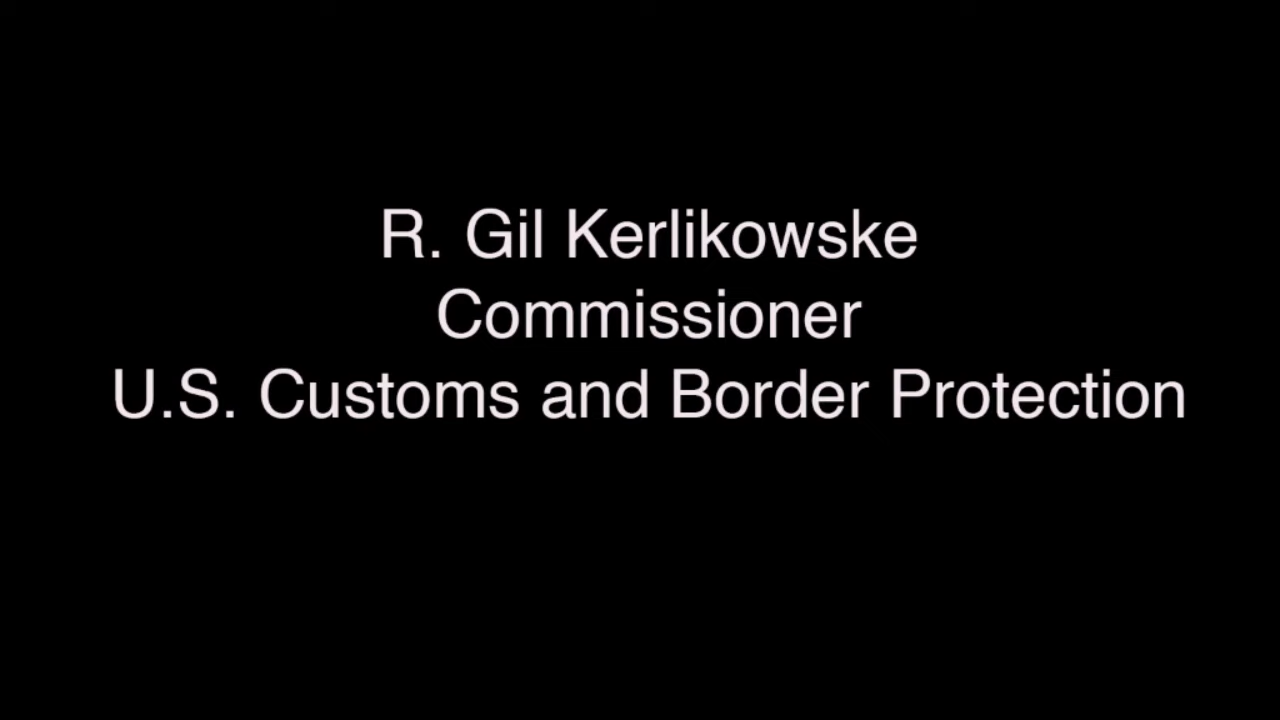 R. Gil Kerlikowske
Commissioner
U.S. Customs and Border Protection